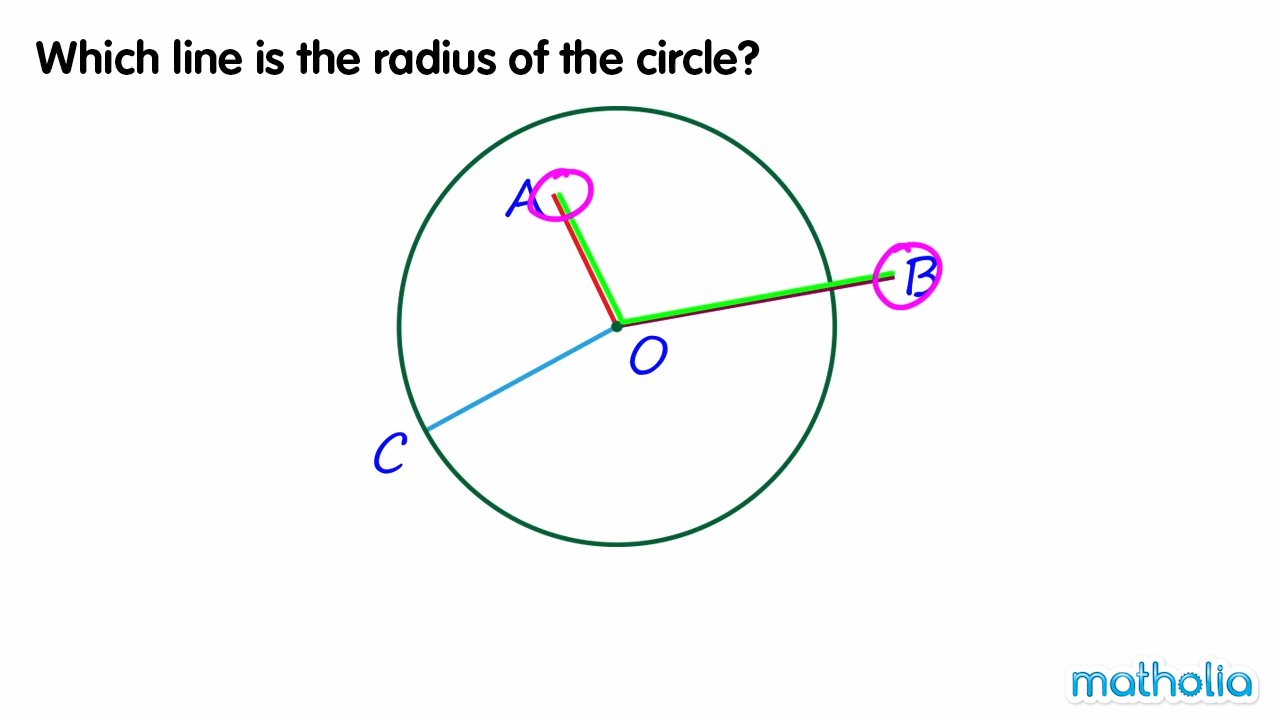 Which line is the radius of the circle?
A
B
O
C
matholia